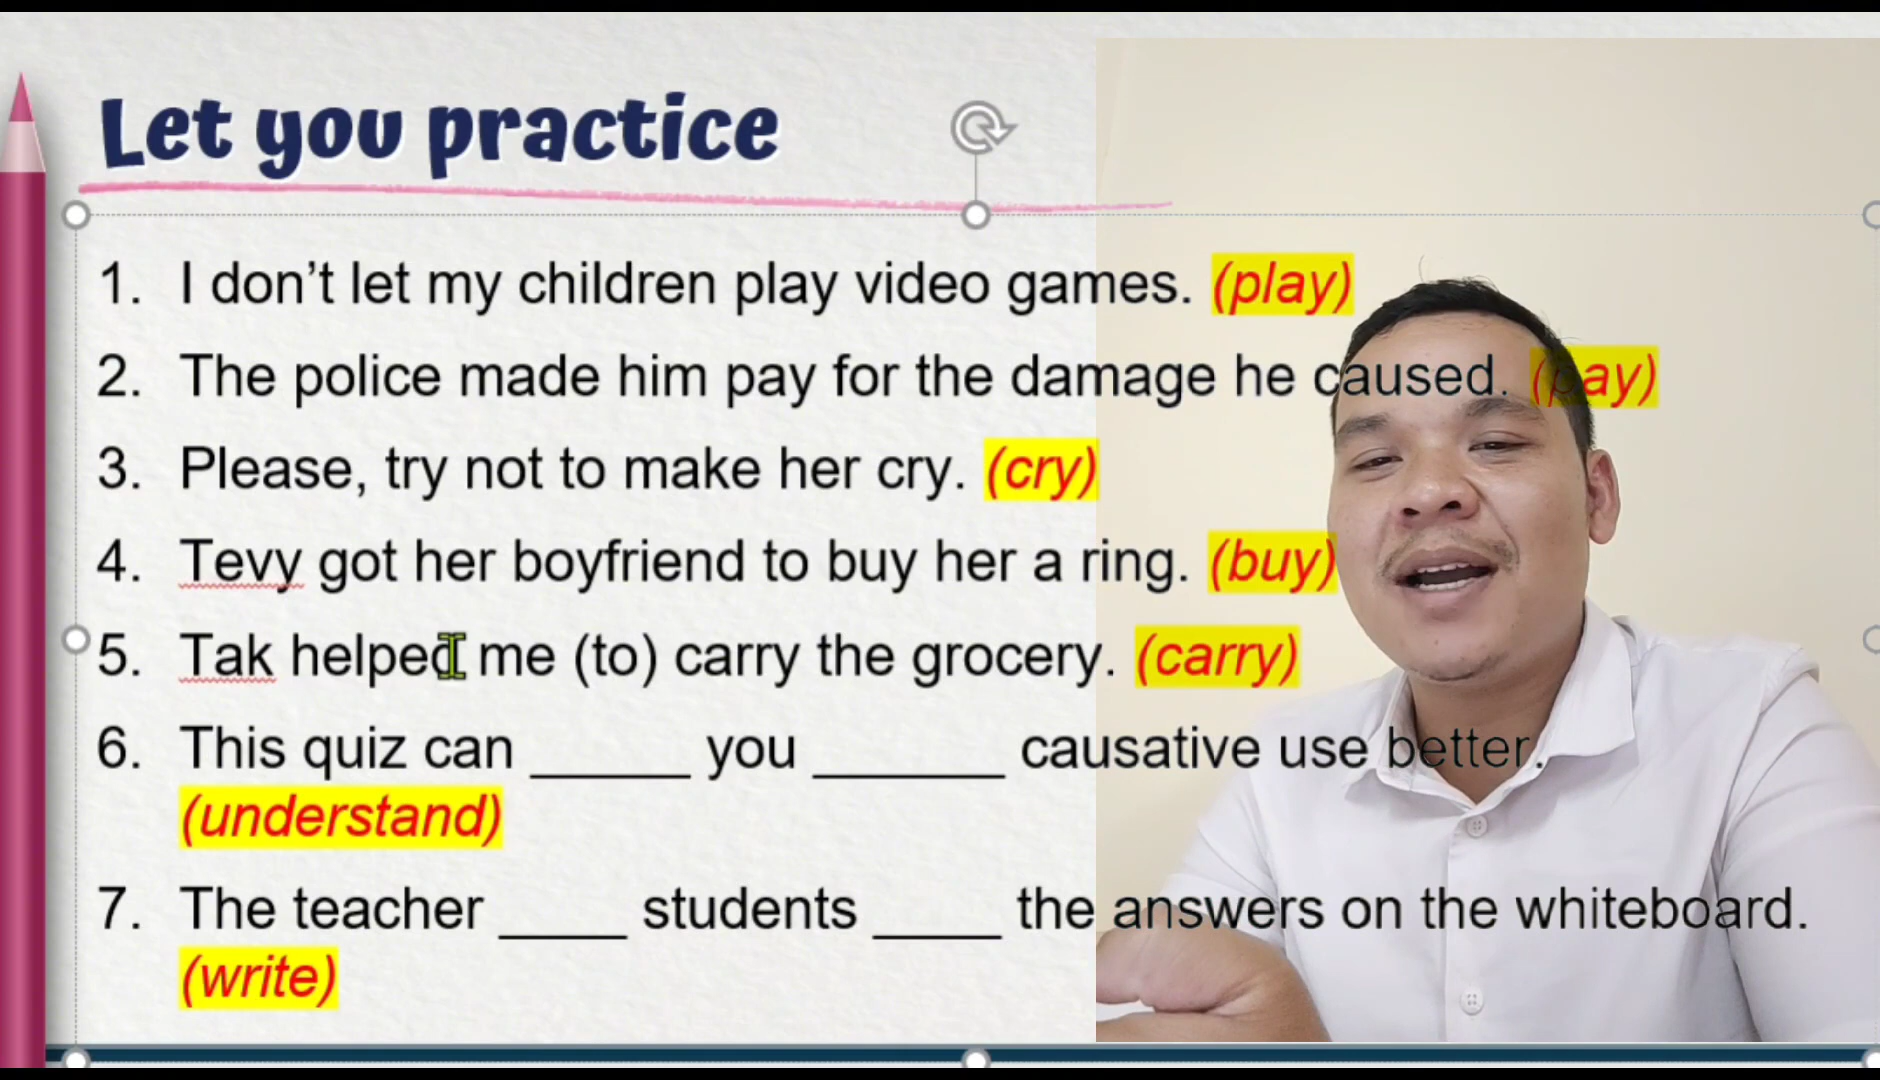 Let you practice
1. I don't let my children play video games. (play)
2. The police made him pay for the damage he caused. (pay)
3. Please, try not to make her cry. (cry)
4. Tevy got her boyfriend to buy her a ring. (buy)
5. Tak helped me (to) carry the grocery. (carry)
6. This quiz can ______ you _______ causative use better.
(understand)
7. The teacher _____ students _____ the answers on the whiteboard.
(write)